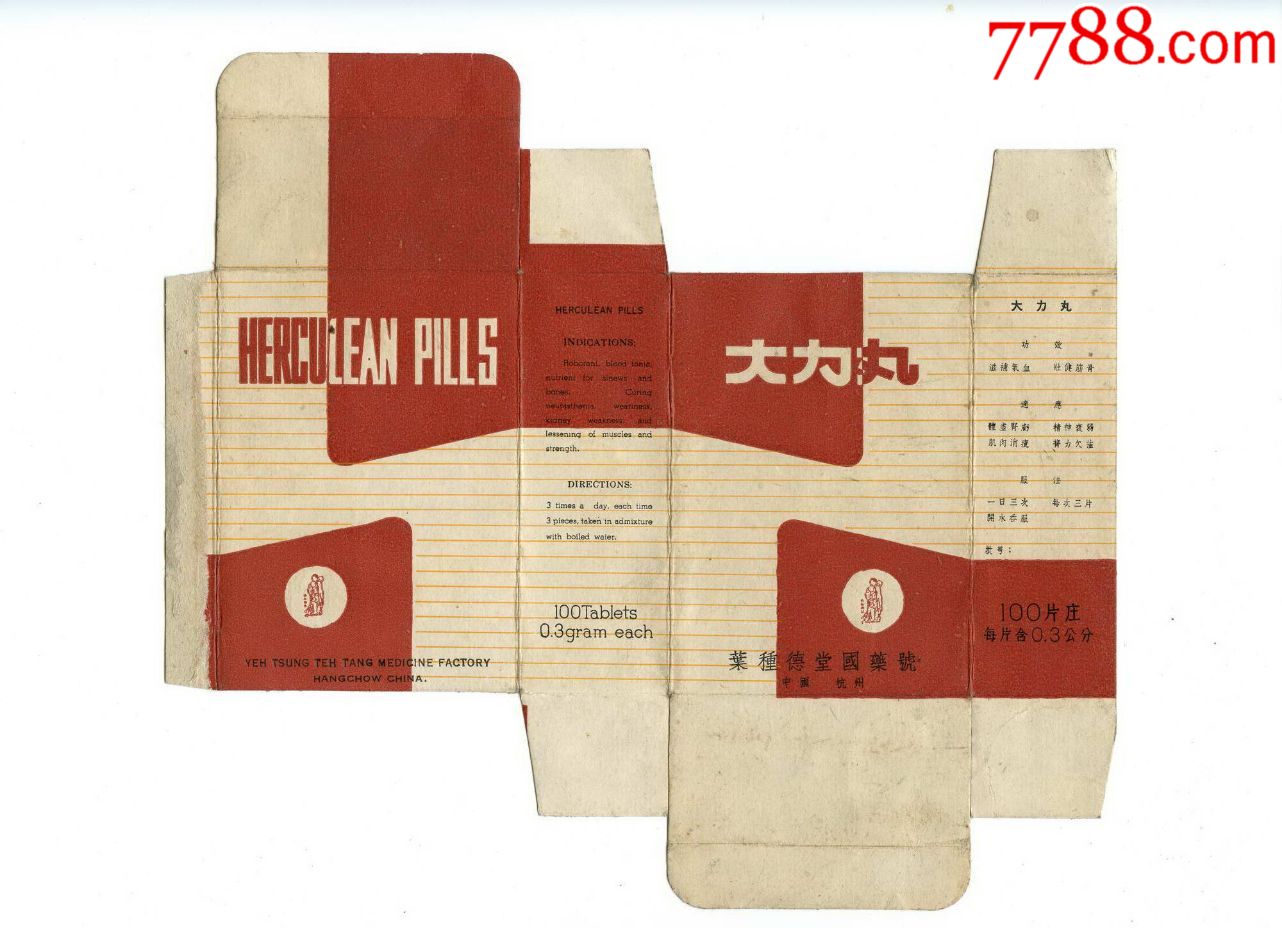 7788.com
HERCULEAN PILLS
YEH TSUNG TEH TANG MEDICINE FACTORY
HANGCHOW CHINA.
HERCULEAN PILLS
INDICATIONS:
Roborant, blood tonic,
nutrient for sinews and
bones. Curing
neurasthenia, weariness,
kidney weakness, and
lessening of muscles and
strength.
DIRECTIONS:
3 times a day, each time
3 pieces, taken in admixture
with boiled water.
100Tablets
0.3gram each
大力丸
葉種德堂國藥號
中國 杭州
大力丸
功效
滋補氣血 壯健筋骨
適應
體虛腎虧 精神衰弱
肌肉消瘦 膂力欠強
服法
一日三次 每次三片
開水吞服
批号:
100片庄
每片含0.3公分